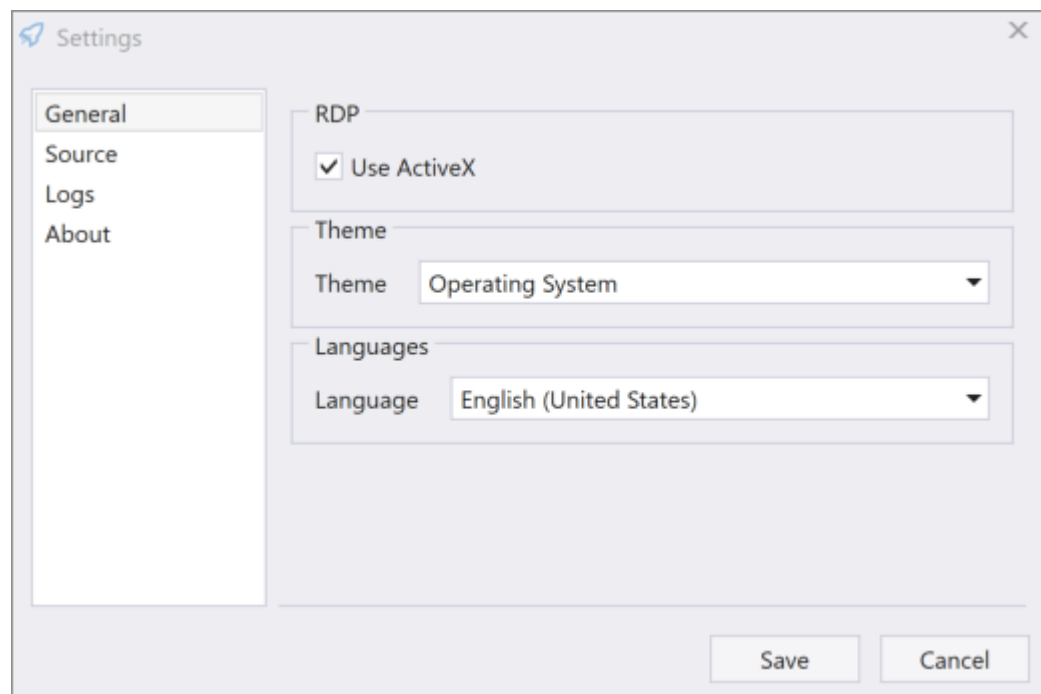 Settings
General
Source
Logs
About
RDP
Use ActiveX
Theme
Theme Operating System
Languages
Language English (United States)
Save Cancel